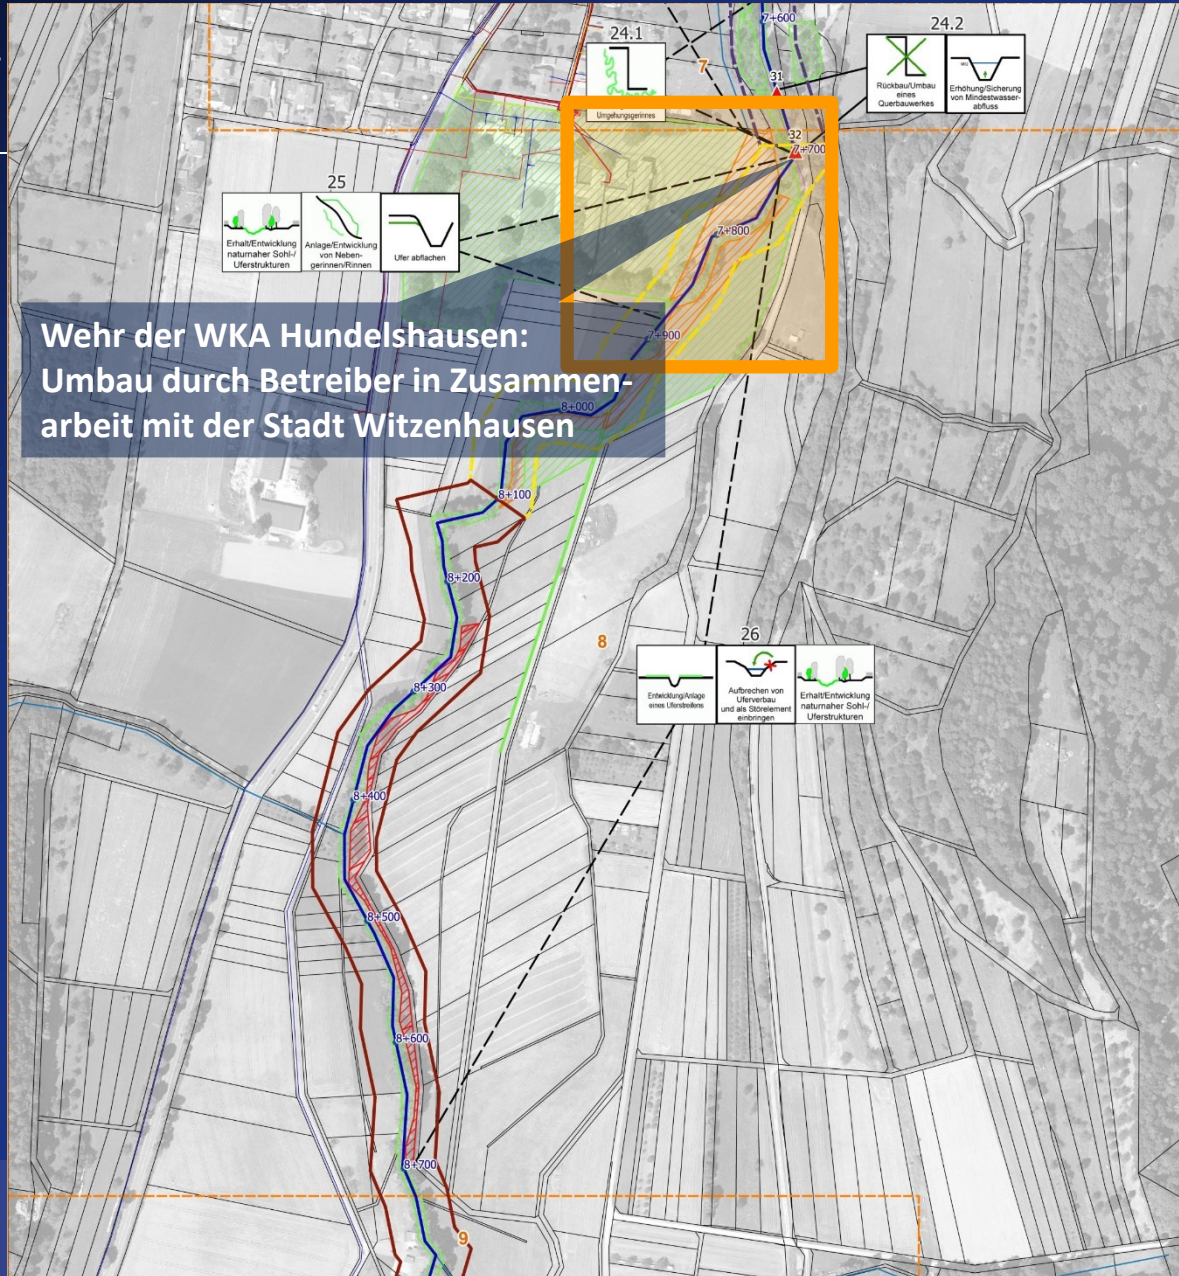 7+600
24.1
24.2
7
31
Umgehungsgerinnes
Rückbau/Umbau
eines
Querbauwerkes
MQ
Erhöhung/Sicherung
von Mindestwasser-
abfluss
32
7+700
25
Erhalt/Entwicklung
naturnaher Sohl-/
Uferstrukturen
Anlage/Entwicklung
von Neben-
gerinnen/Rinnen
Ufer abflachen
7+800
Wehr der WKA Hundelshausen:
Umbau durch Betreiber in Zusammen-
arbeit mit der Stadt Witzenhausen
7+900
8+000
8+100
8+200
8
26
Entwicklung/Anlage
eines Uferstreifens
Aufbrechen von
Uferverbau
und als Störelement
einbringen
Erhalt/Entwicklung
naturnaher Sohl-/
Uferstrukturen
8+300
8+400
8+500
8+600
8+700
9